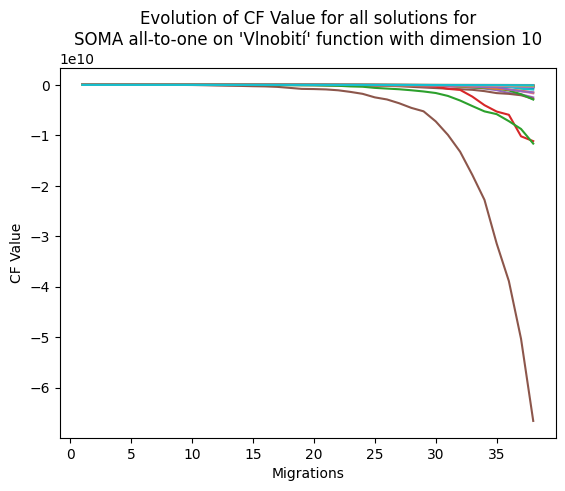 Evolution of CF Value for all solutions for
SOMA all-to-one on 'Vlnobití' function with dimension 10
1e10
0
−1
−2
−3
−4
−5
−6
CF Value
0 5 10 15 20 25 30 35
Migrations